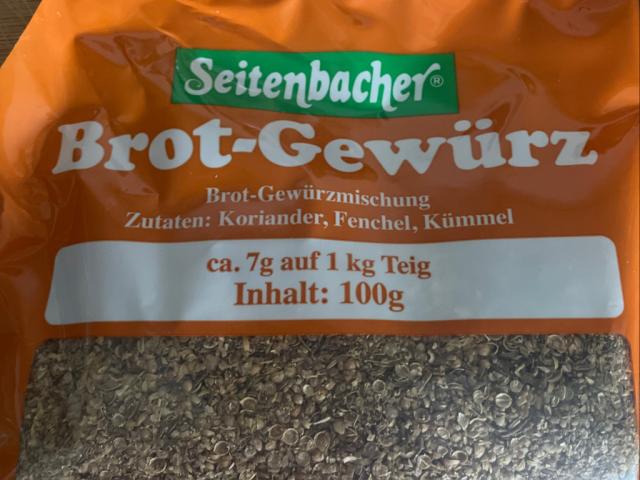 Seitenbacher®
Brot-Gewürz
Brot-Gewürzmischung
Zutaten: Koriander, Fenchel, Kümmel
ca. 7g auf 1 kg Teig
Inhalt: 100g